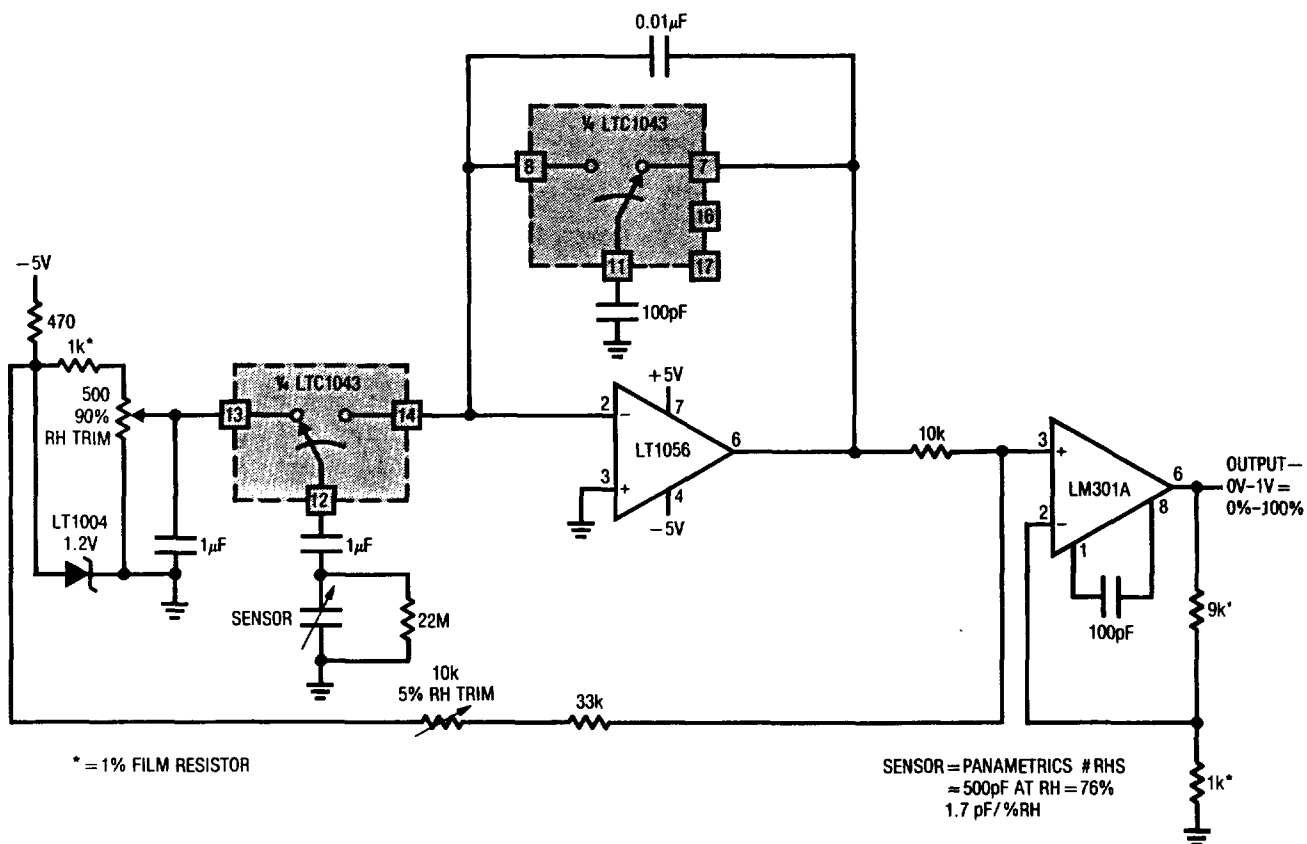 0.01μF
¼ LTC1043
8
7
16
11
17
100pF
−5V
470
1k*
500
90%
RH TRIM
¼ LTC1043
13
14
12
LT1004
1.2V
1μF
1μF
SENSOR
22M
+5V
2
−
7
LT1056
6
3
+
4
−5V
10k
3
+
LM301A
6
2
−
8
1
100pF
OUTPUT—
0V–1V=
0%–100%
9k*
1k*
10k
5% RH TRIM
33k
* = 1% FILM RESISTOR
SENSOR = PANAMETRICS #RHS
≈ 500pF AT RH = 76%
1.7 pF/%RH